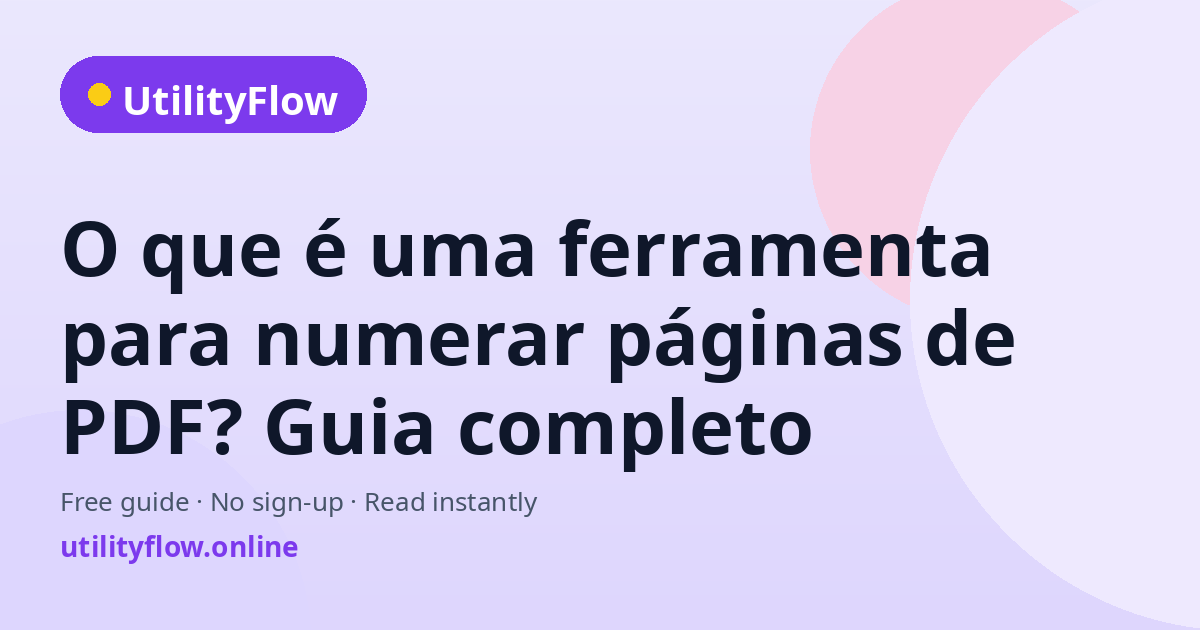 UtilityFlow
O que é uma ferramenta
para numerar páginas de
PDF? Guia completo
Free guide · No sign-up · Read instantly
utilityflow.online